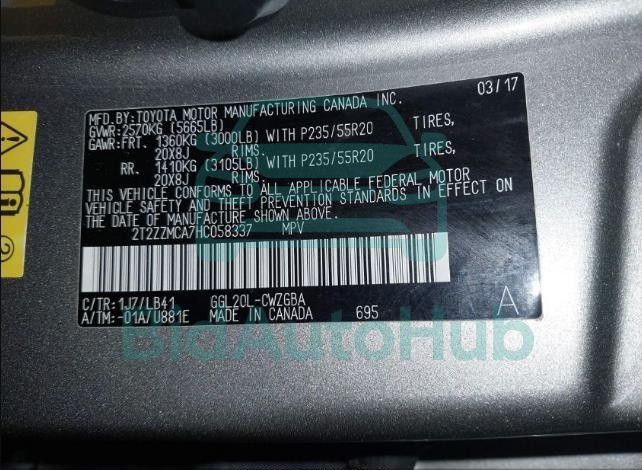 03/17
MFD.BY:TOYOTA MOTOR MANUFACTURING CANADA INC.
GVWR:2570KG (5665LB)
GAWR:FRT. 1360KG (3000LB) WITH P235/55R20 TIRES,
20X8J RIMS.
RR. 1410KG (3105LB) WITH P235/55R20 TIRES,
20X8J RIMS.
THIS VEHICLE CONFORMS TO ALL APPLICABLE FEDERAL MOTOR
VEHICLE SAFETY AND THEFT PREVENTION STANDARDS IN EFFECT ON
THE DATE OF MANUFACTURE SHOWN ABOVE.
2T2ZZMCA7HC058337 MPV
C/TR:1J7/LB41 GGL20L-CWZGBA
A/TM:-01A/U881E MADE IN CANADA 695 A
BidAutoHub
2